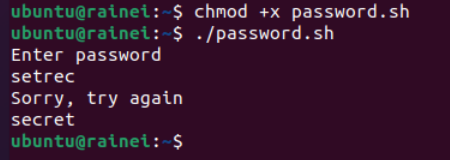 ubuntu@rainei:~$ chmod +x password.sh
ubuntu@rainei:~$ ./password.sh
Enter password
setrec
Sorry, try again
secret
ubuntu@rainei:~$